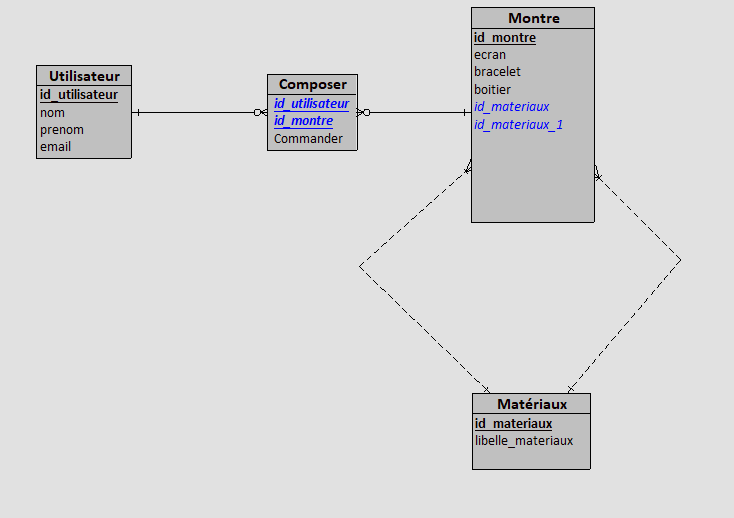 Utilisateur
id_utilisateur
nom
prenom
email
Composer
id_utilisateur
id_montre
Commander
Montre
id_montre
ecran
bracelet
boitier
id_materiaux
id_materiaux_1
Matériaux
id_materiaux
libelle_materiaux